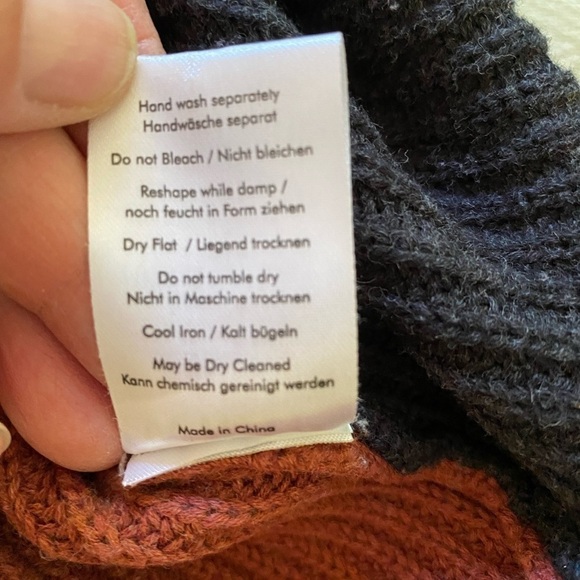 Hand wash separately
Handwäsche separat
Do not Bleach / Nicht bleichen
Reshape while damp /
noch feucht in Form ziehen
Dry Flat / Liegend trocknen
Do not tumble dry
Nicht in Maschine trocknen
Cool Iron / Kalt bügeln
May be Dry Cleaned
Kann chemisch gereinigt werden
Made in China